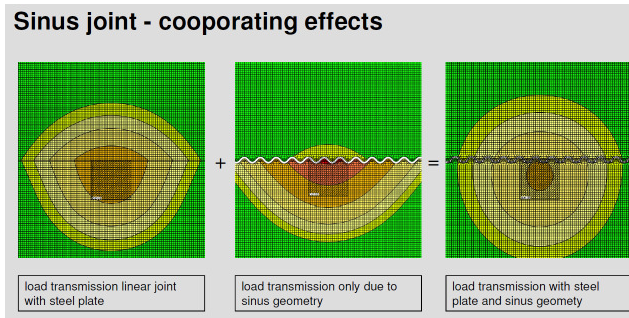 Sinus joint - cooporating effects
+
=
load transmission linear joint
with steel plate
load transmission only due to
sinus geometry
load transmission with steel
plate and sinus geomety